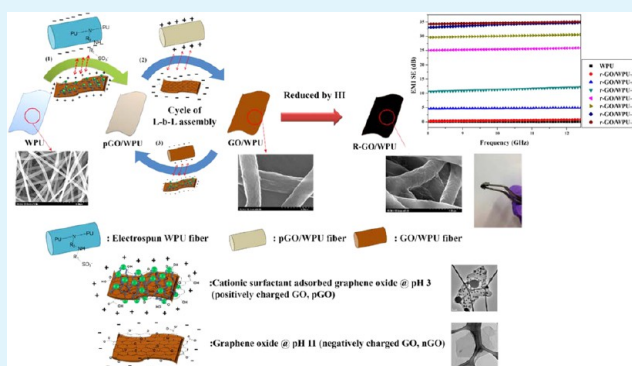 (1)
(2)
WPU
Cycle of
L-b-L assembly
pGO/WPU
(3)
GO/WPU
Reduced by HI
R-GO/WPU
EMI SE (dB)
Frequency (GHz)
WPU
r-GO/WPU-
r-GO/WPU-
r-GO/WPU-
r-GO/WPU-
r-GO/WPU-
r-GO/WPU-
r-GO/WPU-
: Electrospun WPU fiber
: pGO/WPU fiber
: GO/WPU fiber
:Cationic surfactant adsorbed graphene oxide @ pH 3
(positively charged GO, pGO)
:Graphene oxide @ pH 11 (negatively charged GO, nGO)